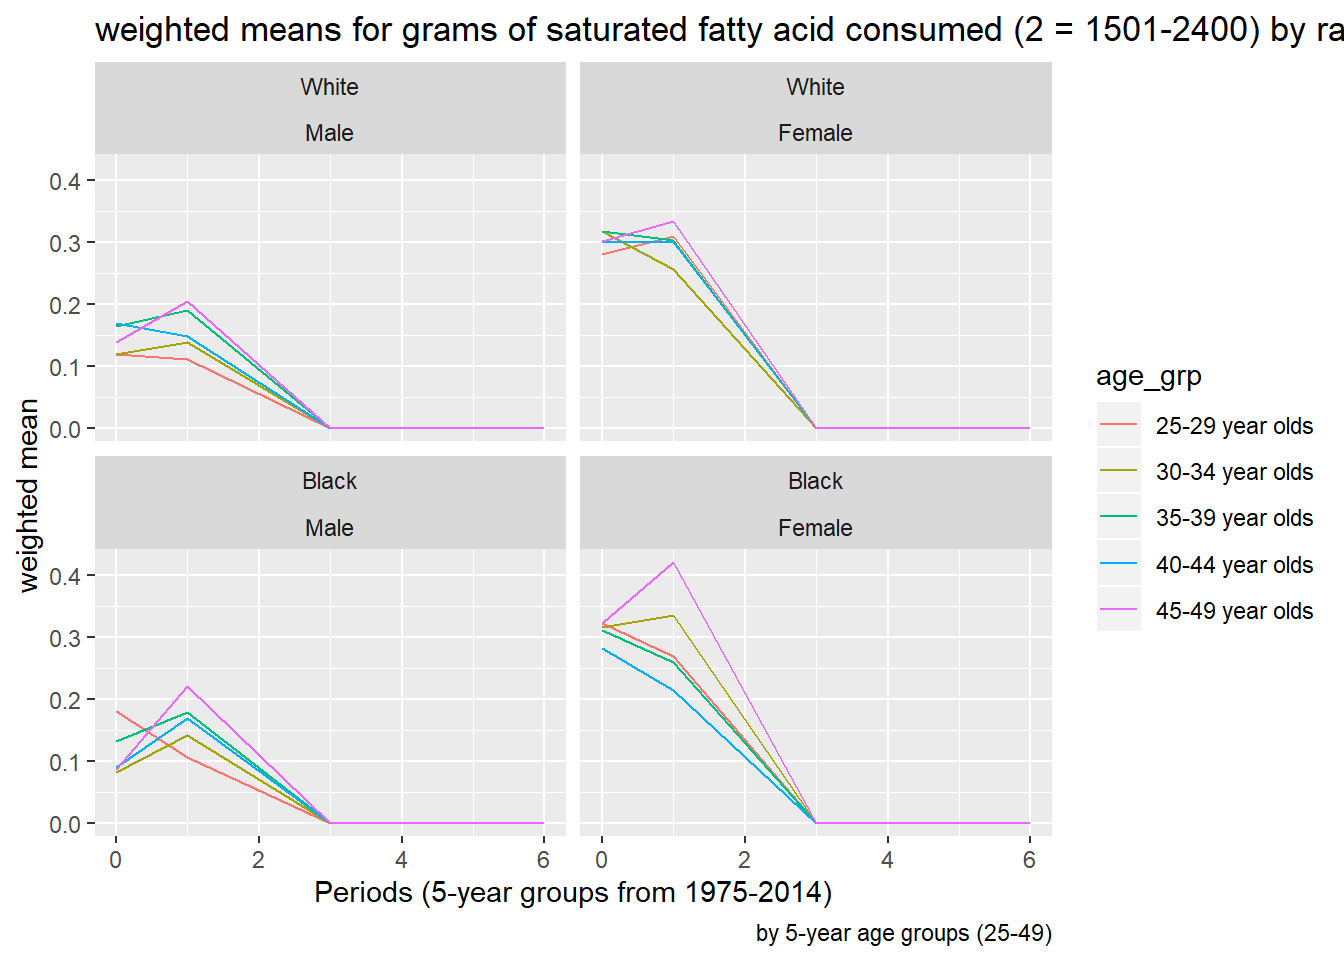 weighted means for grams of saturated fatty acid consumed (2 = 1501-2400) by ra
White
Male
White
Female
0.4
0.3
0.2
0.1
0.0
Black
Male
Black
Female
0.4
0.3
0.2
0.1
0.0
0 2 4 6
0 2 4 6
weighted mean
Periods (5-year groups from 1975-2014)
by 5-year age groups (25-49)
age_grp
25-29 year olds
30-34 year olds
35-39 year olds
40-44 year olds
45-49 year olds